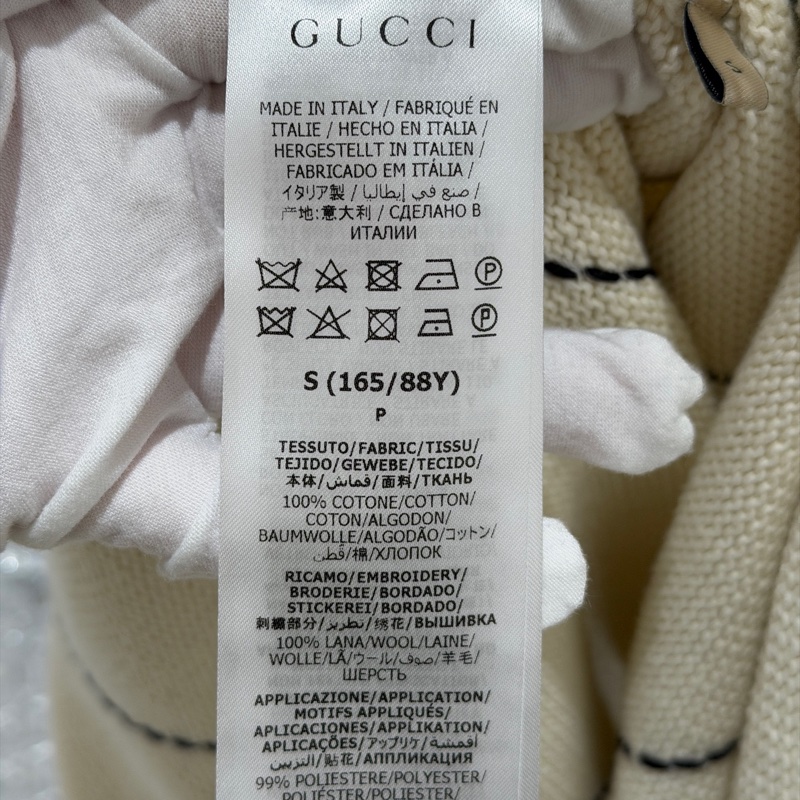 GUCCI
MADE IN ITALY / FABRIQUÉ EN
ITALIE / HECHO EN ITALIA /
HERGESTELLT IN ITALIEN /
FABRICADO EM ITÁLIA /
イタリア製 / صنع في إيطاليا /
产地:意大利 / СДЕЛАНО В
ИТАЛИИ
P
P
S (165/88Y)
P
TESSUTO/FABRIC/TISSU/
TEJIDO/GEWEBE/TECIDO/
本体/قماش/面料/ТКАНЬ
100% COTONE/COTTON/
COTON/ALGODON/
BAUMWOLLE/ALGODÃO/コットン/
قطن/棉/ХЛОПОК
RICAMO/EMBROIDERY/
BRODERIE/BORDADO/
STICKEREI/BORDADO/
刺繍部分/تطريز/绣花/ВЫШИВКА
100% LANA/WOOL/LAINE/
WOLLE/LÃ/ウール/صوف/羊毛/
ШЕРСТЬ
APPLICAZIONE/APPLICATION/
MOTIFS APPLIQUÉS/
APLICACIONES/APPLIKATION/
APLICAÇÕES/アップリケ/أقمشة
التزيين/贴花/АППЛИКАЦИЯ
99% POLIESTERE/POLYESTER/
POLIÉSTER/POLIESTER/